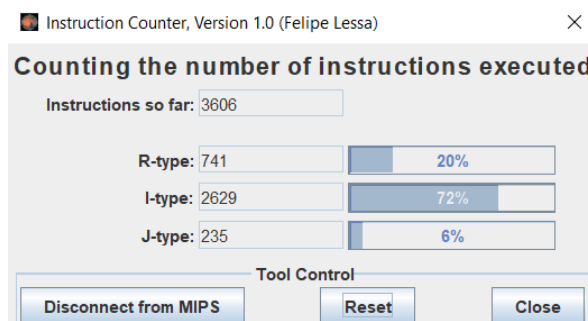 Instruction Counter, Version 1.0 (Felipe Lessa)
Counting the number of instructions executed
Instructions so far: 3606
R-type: 741 20%
I-type: 2629 72%
J-type: 235 6%
Tool Control
Disconnect from MIPS Reset Close